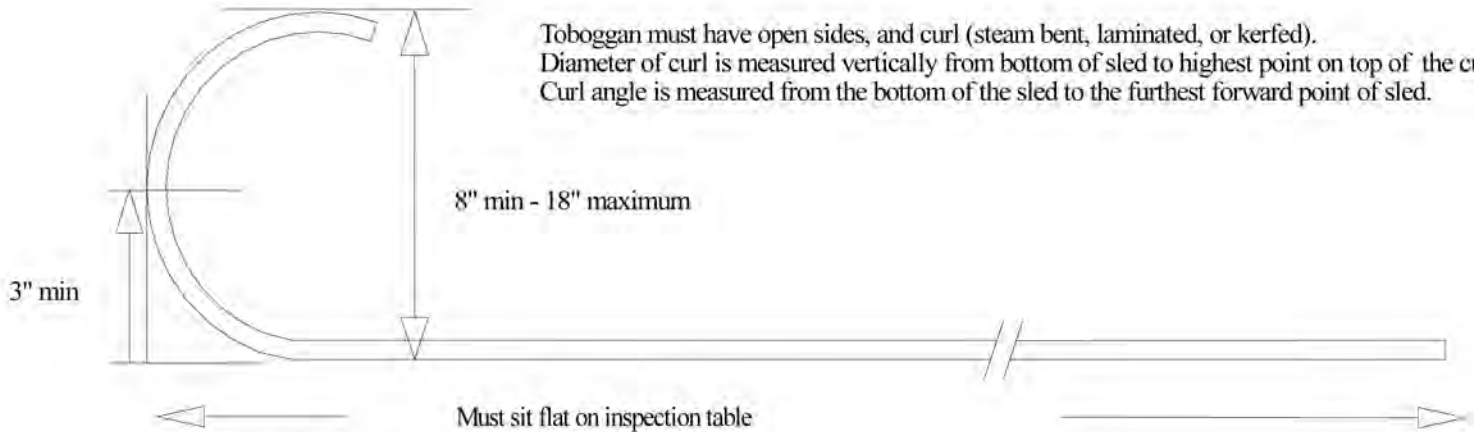 Toboggan must have open sides, and curl (steam bent, laminated, or kerfed).
Diameter of curl is measured vertically from bottom of sled to highest point on top of the
Curl angle is measured from the bottom of the sled to the furthest forward point of sled.
8" min - 18" maximum
3" min
Must sit flat on inspection table